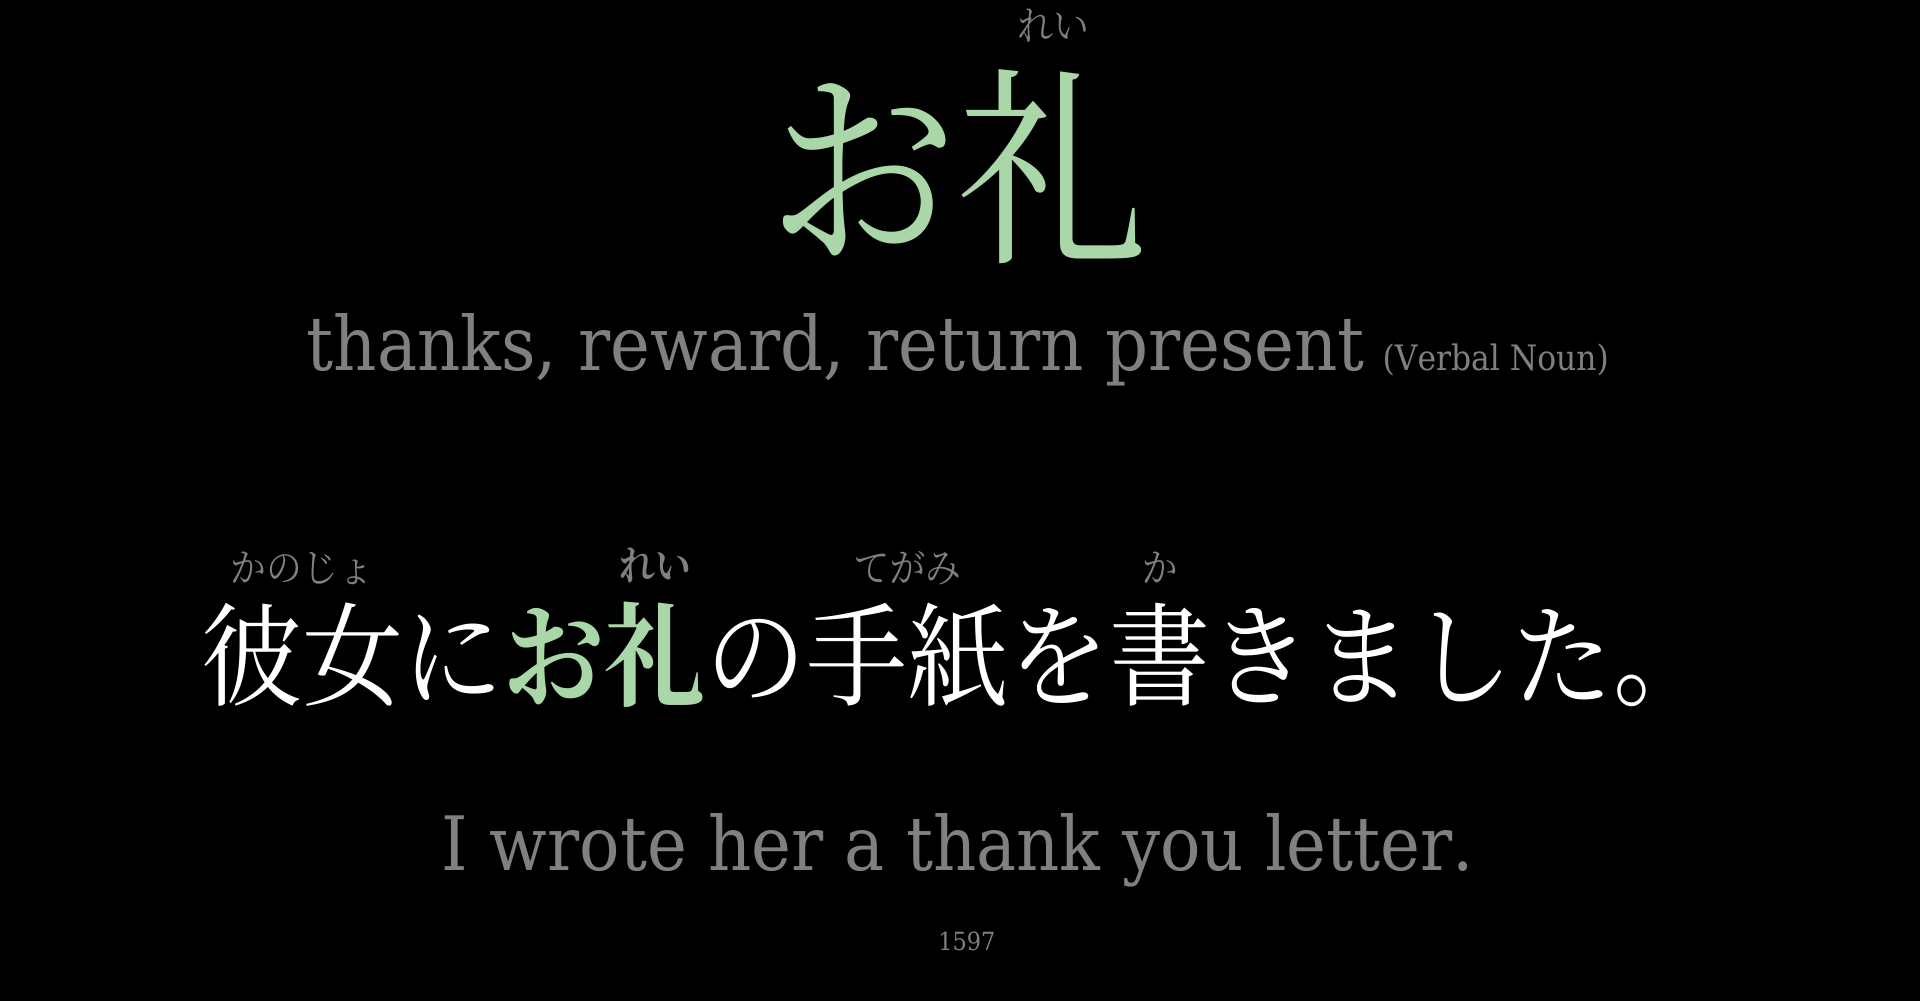 れい
お礼
thanks, reward, return present (Verbal Noun)
かのじょ れい てがみ か
彼女にお礼の手紙を書きました。
I wrote her a thank you letter.
1597